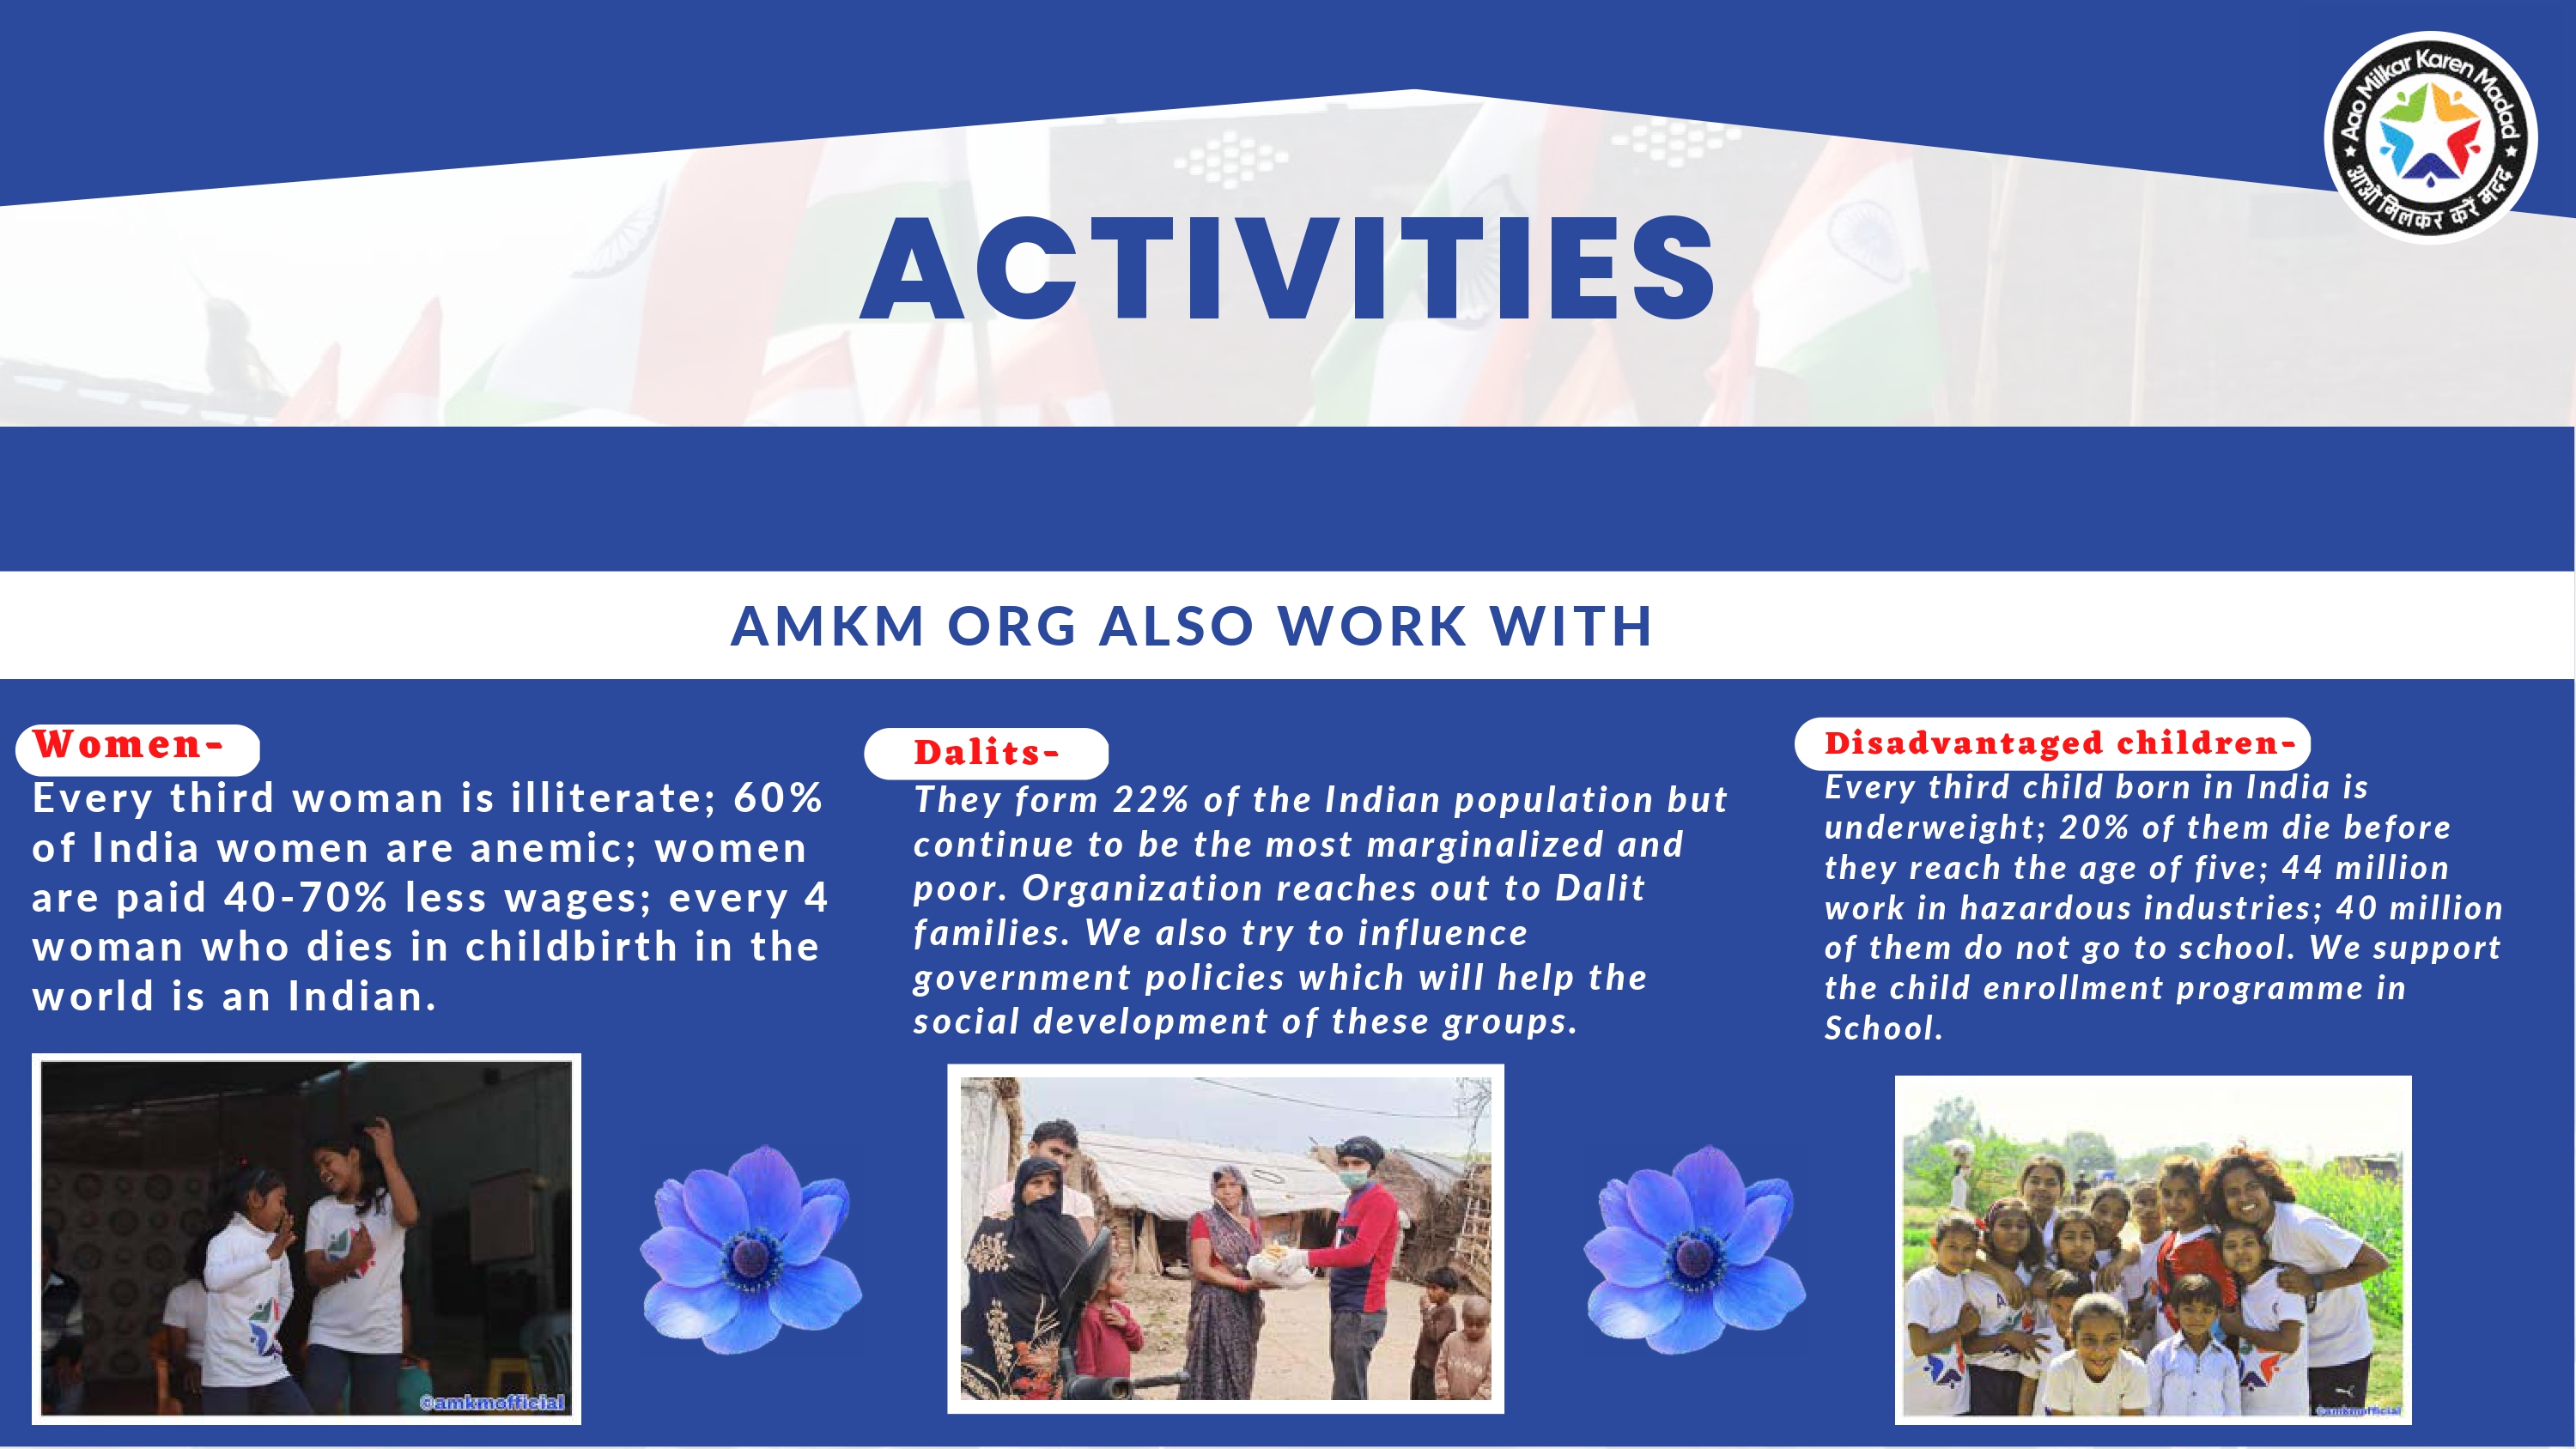 Aao Milkar Karen Madad
आओ मिलकर करें मदद
ACTIVITIES
AMKM ORG ALSO WORK WITH
Women-
Every third woman is illiterate; 60%
of India women are anemic; women
are paid 40-70% less wages; every 4
woman who dies in childbirth in the
world is an Indian.
Dalits-
They form 22% of the Indian population but
continue to be the most marginalized and
poor. Organization reaches out to Dalit
families. We also try to influence
government policies which will help the
social development of these groups.
Disadvantaged children-
Every third child born in India is
underweight; 20% of them die before
they reach the age of five; 44 million
work in hazardous industries; 40 million
of them do not go to school. We support
the child enrollment programme in
School.
©amkmofficial
©amkmofficial